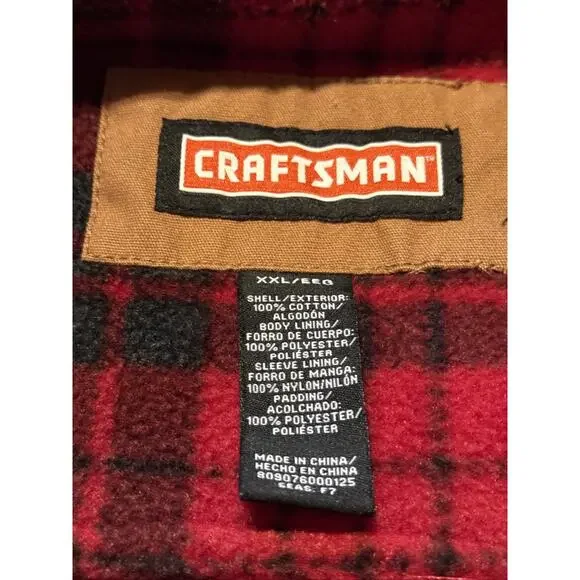 CRAFTSMAN™
XXL/EEG
SHELL/EXTERIOR:
100% COTTON/
ALGODÓN
BODY LINING/
FORRO DE CUERPO:
100% POLYESTER/
POLIÉSTER
SLEEVE LINING/
FORRO DE MANGA:
100% NYLON/NILÓN
PADDING/
ACOLCHADO:
100% POLYESTER/
POLIÉSTER
MADE IN CHINA/
HECHO EN CHINA
809076000125
SEAS: F7